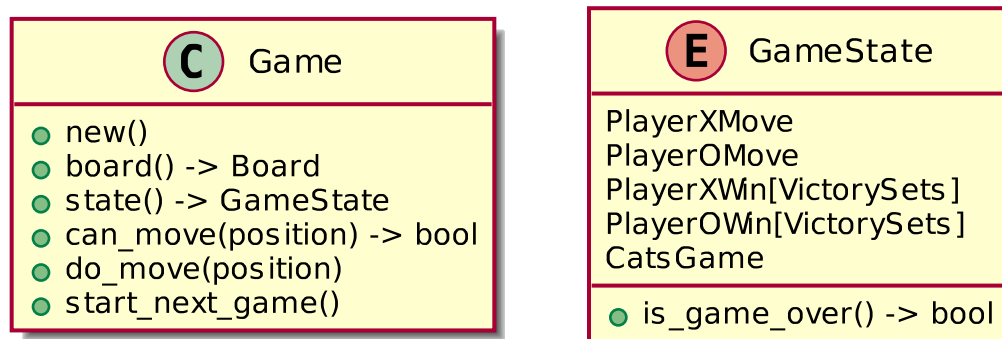 C Game
new()
board() -> Board
state() -> GameState
can_move(position) -> bool
do_move(position)
start_next_game()
E GameState
PlayerXMove
PlayerOMove
PlayerXWin[VictorySets]
PlayerOWin[VictorySets]
CatsGame
is_game_over() -> bool